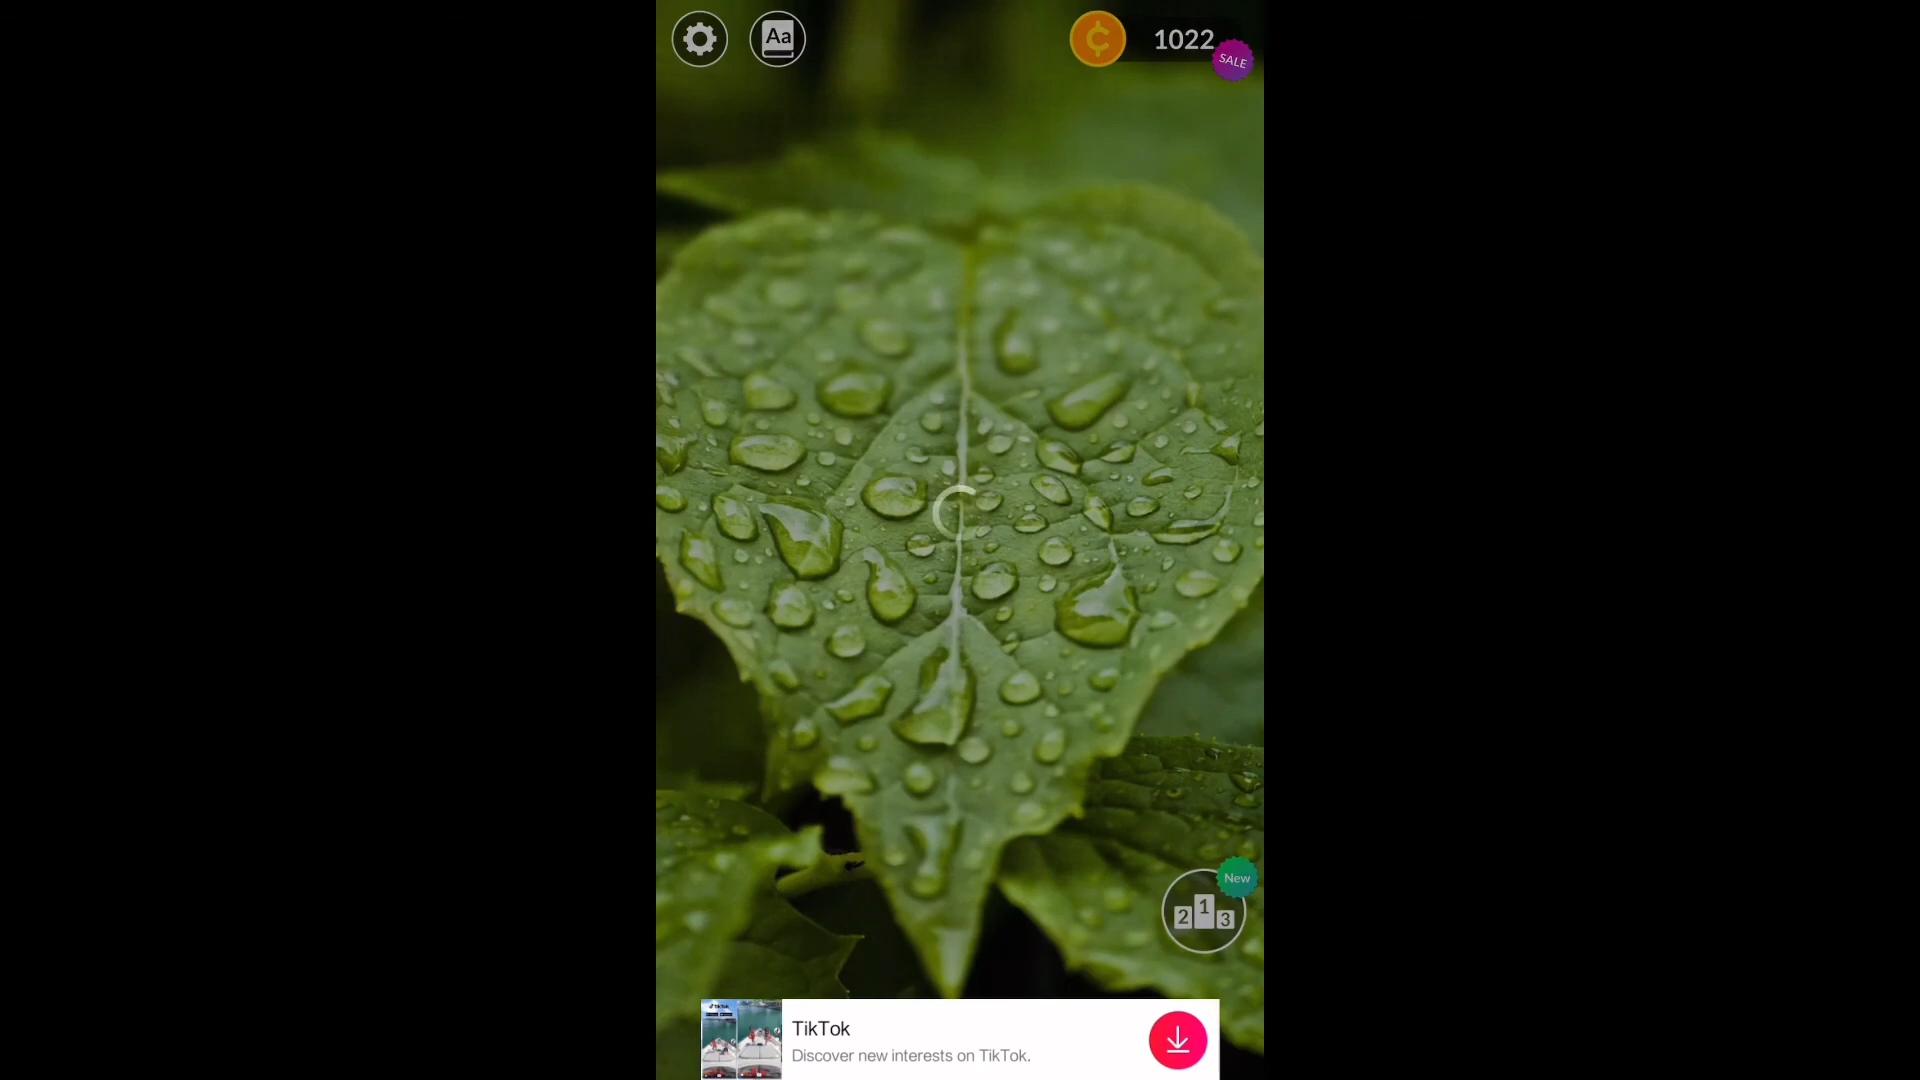 Aa
1022
SALE
New
2 1 3
TikTok
Discover new interests on TikTok.